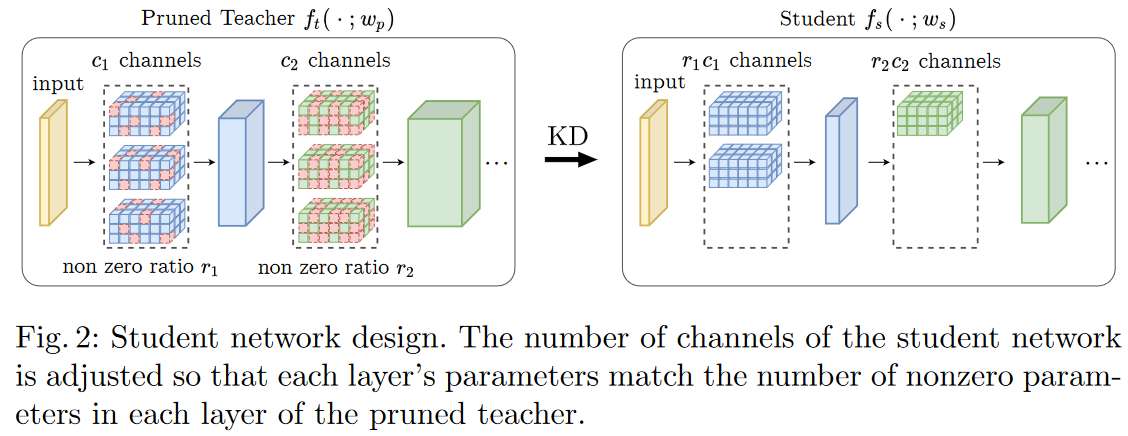 Pruned Teacher f_t( · ; w_p)
c_1 channels
c_2 channels
input
non zero ratio r_1
non zero ratio r_2
...
KD
Student f_s( · ; w_s)
r_1c_1 channels
r_2c_2 channels
input
...
Fig. 2: Student network design. The number of channels of the student network
is adjusted so that each layer's parameters match the number of nonzero param-
eters in each layer of the pruned teacher.